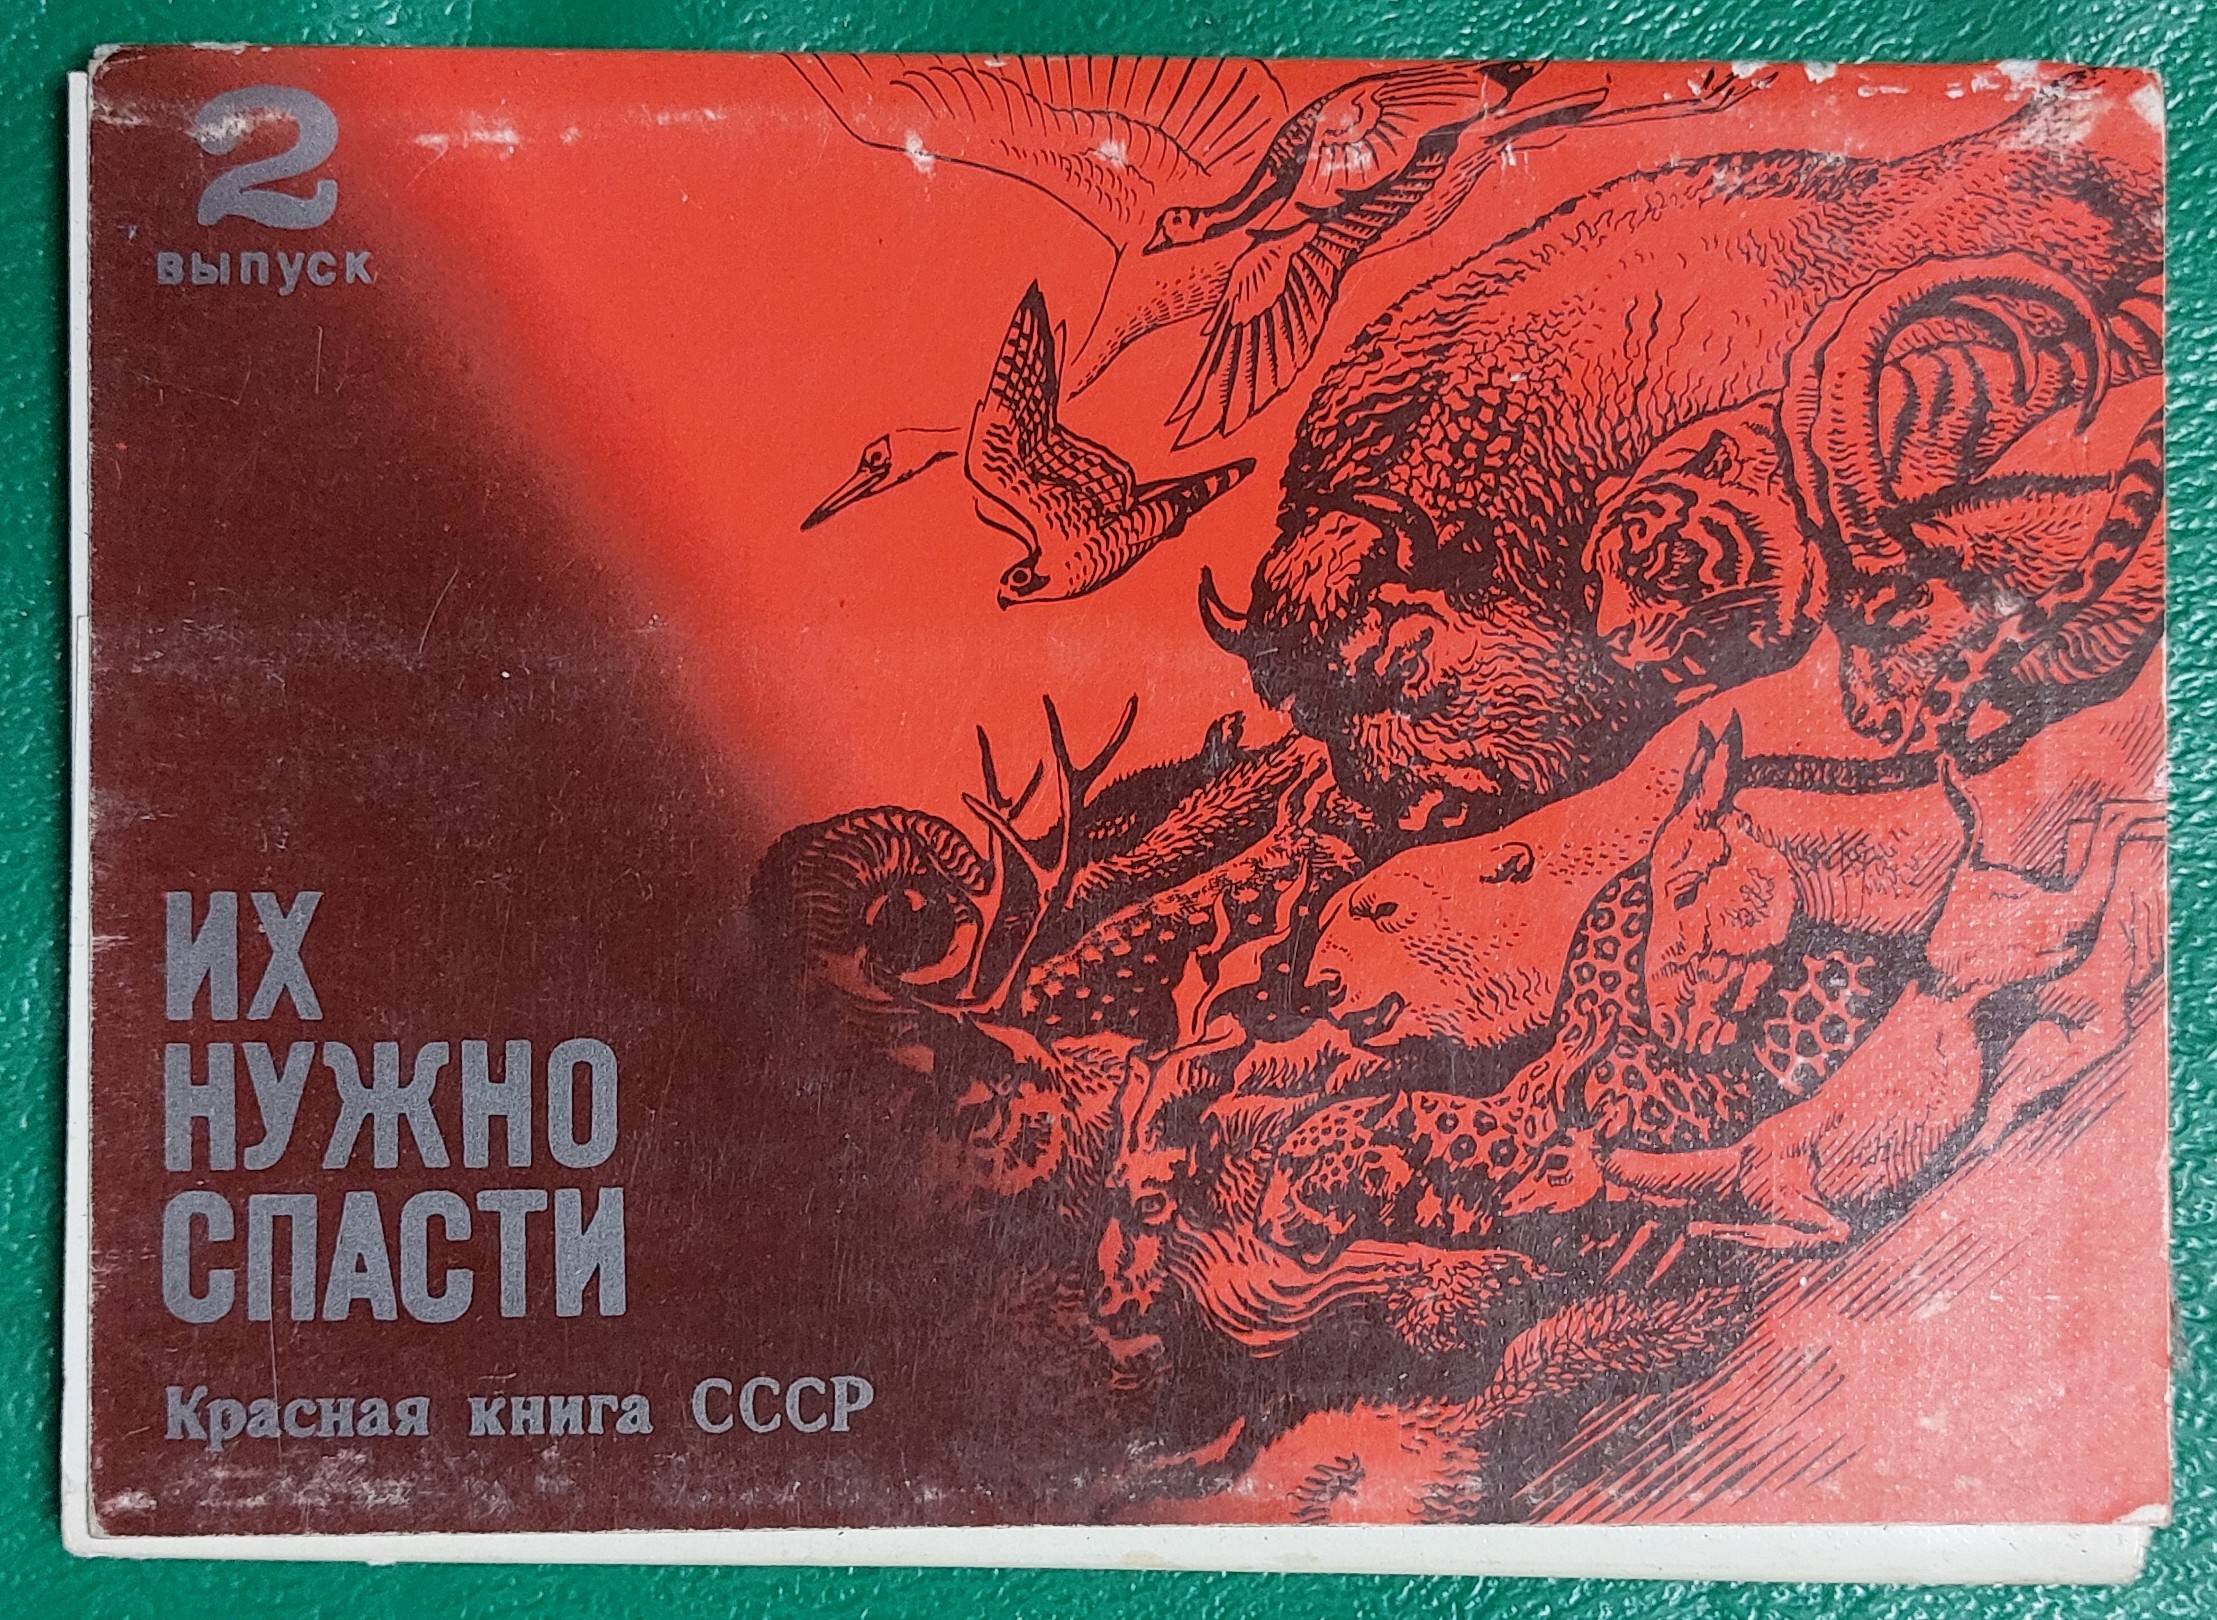 2
выпуск
ИХ
НУЖНО
СПАСТИ
Красная книга СССР